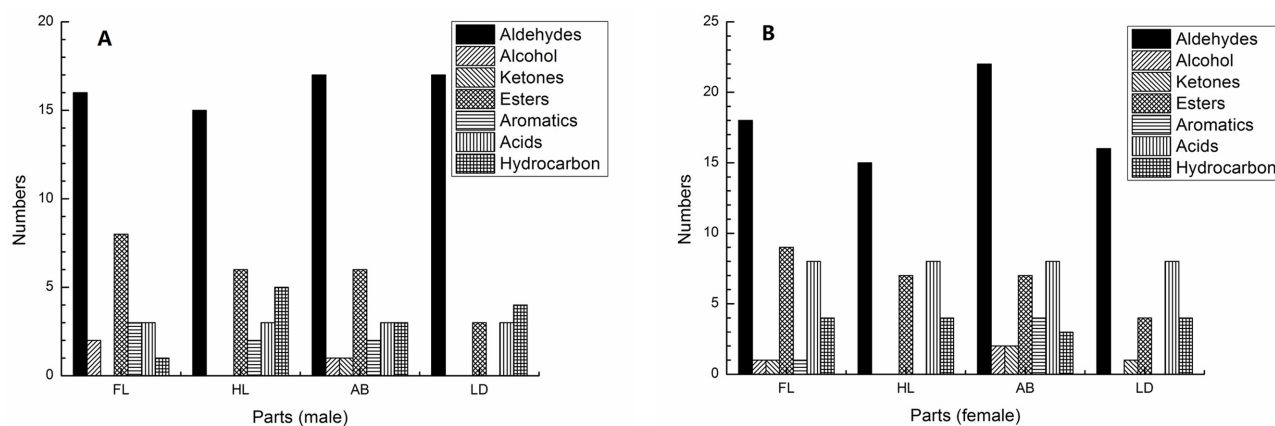 A
Aldehydes
Alcohol
Ketones
Esters
Aromatics
Acids
Hydrocarbon
20
15
10
5
0
Numbers
FL HL AB LD
Parts (male)
B
Aldehydes
Alcohol
Ketones
Esters
Aromatics
Acids
Hydrocarbon
25
20
15
10
5
0
Numbers
FL HL AB LD
Parts (female)